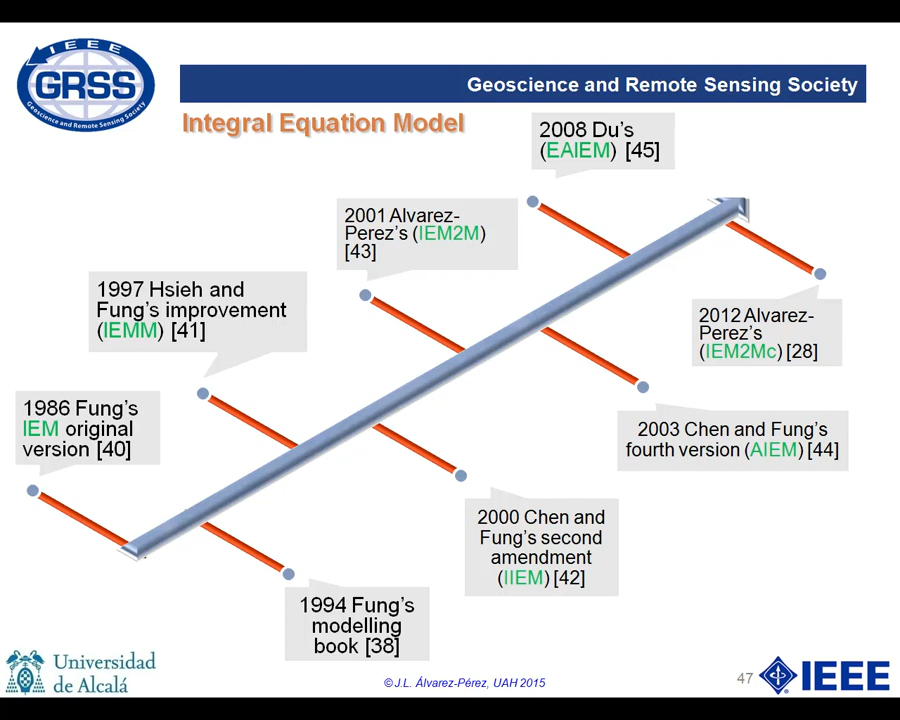 IEEE
GRSS
Geoscience and Remote Sensing Society
Geoscience and Remote Sensing Society
Integral Equation Model
2008 Du's
(EAIEM) [45]
2001 Alvarez-
Perez's (IEM2M)
[43]
1997 Hsieh and
Fung's improvement
(IEMM) [41]
2012 Alvarez-
Perez's
(IEM2Mc) [28]
1986 Fung's
IEM original
version [40]
2003 Chen and Fung's
fourth version (AIEM) [44]
2000 Chen and
Fung's second
amendment
(IIEM) [42]
1994 Fung's
modelling
book [38]
Universidad
de Alcalá
© J.L. Álvarez-Pérez, UAH 2015
47
IEEE